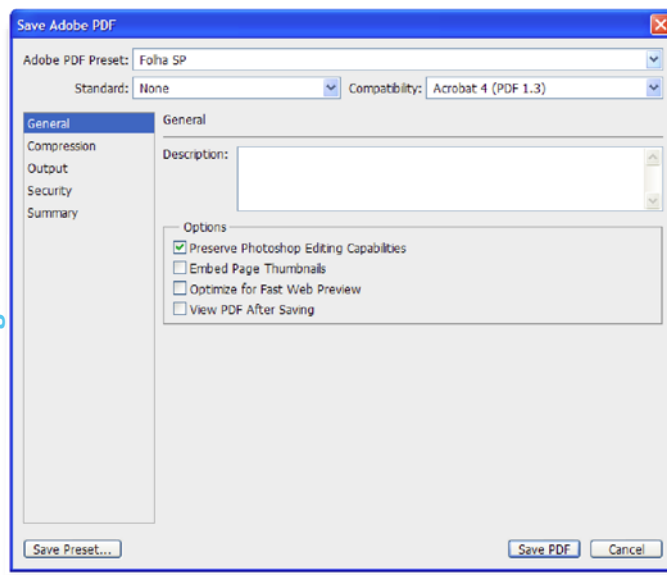 Save Adobe PDF
Adobe PDF Preset: Folha SP
Standard: None Compatibility: Acrobat 4 (PDF 1.3)
General
Compression
Output
Security
Summary
General
Description:
Options
Preserve Photoshop Editing Capabilities
Embed Page Thumbnails
Optimize for Fast Web Preview
View PDF After Saving
Save Preset... Save PDF Cancel